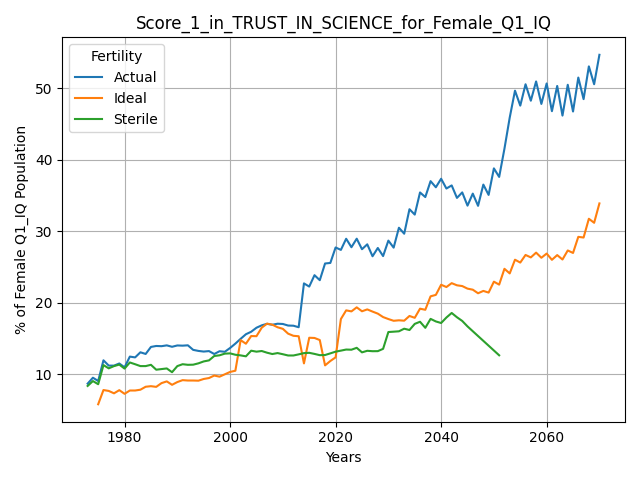 Score_1_in_TRUST_IN_SCIENCE_for_Female_Q1_IQ
Fertility
Actual
Ideal
Sterile
% of Female Q1_IQ Population
50
40
30
20
10
1980 2000 2020 2040 2060
Years